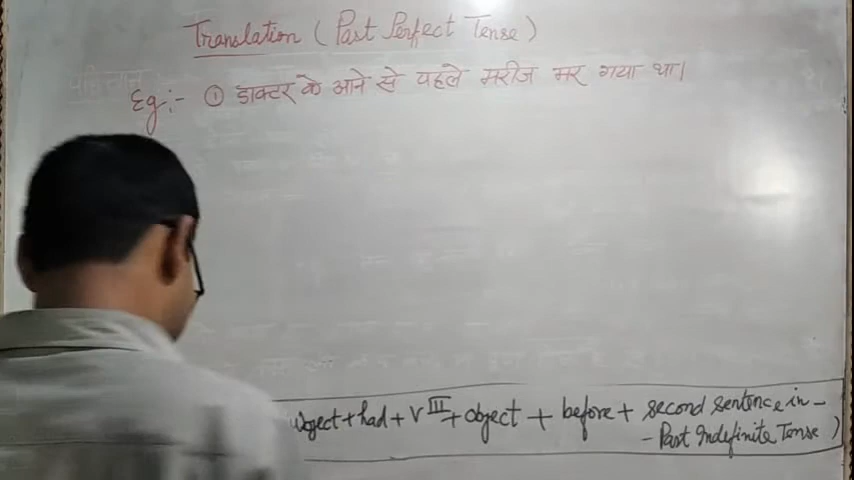 Translation (Past Perfect Tense)
Eg:- ① डाक्टर के आने से पहले मरीज मर गया था।
+ had + V III + object + before + second sentence in -
- Past Indefinite Tense )